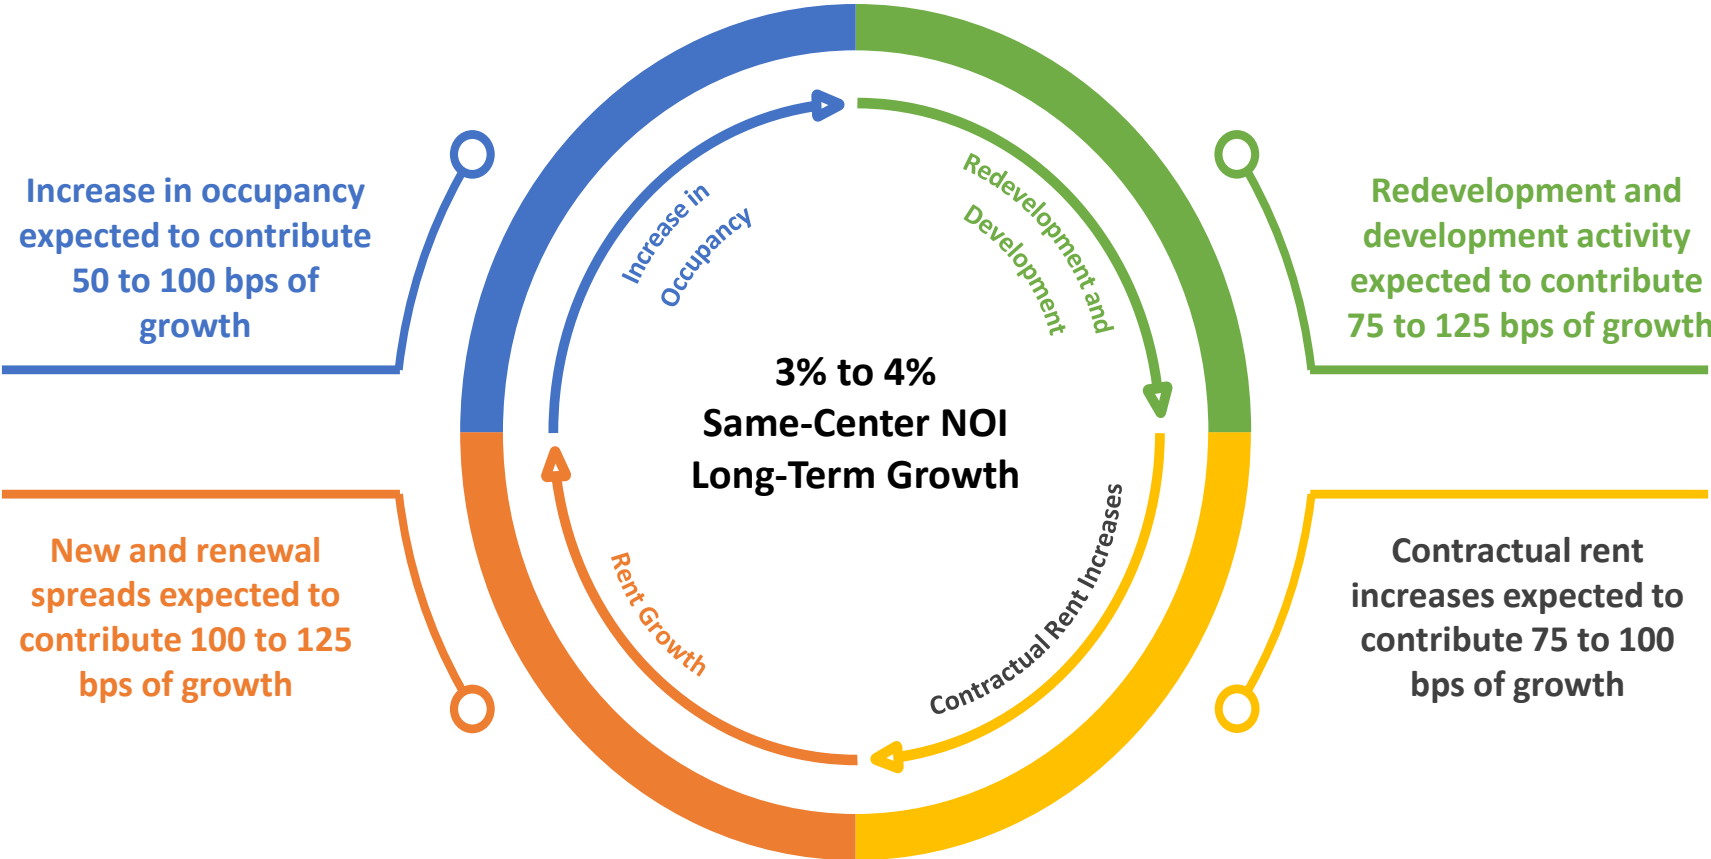 Increase in occupancy
expected to contribute
50 to 100 bps of
growth
Increase in
Occupancy
Redevelopment and
Development
Redevelopment and
development activity
expected to contribute
75 to 125 bps of growth
3% to 4%
Same-Center NOI
Long-Term Growth
New and renewal
spreads expected to
contribute 100 to 125
bps of growth
Rent Growth
Contractual Rent Increases
Contractual rent
increases expected to
contribute 75 to 100
bps of growth